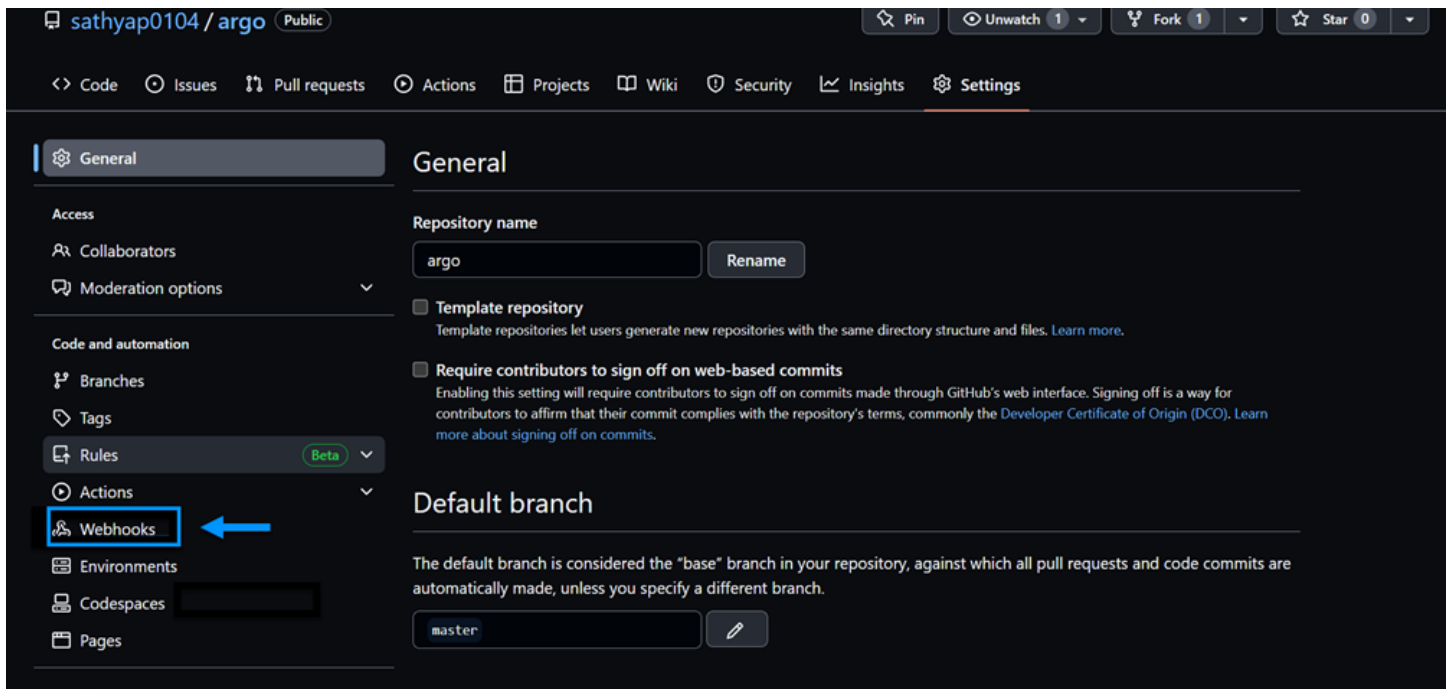 sathyap0104 / argo Public Pin Unwatch 1 Fork 1 Star 0
Code Issues Pull requests Actions Projects Wiki Security Insights Settings
General
Access
Collaborators
Moderation options
Code and automation
Branches
Tags
Rules Beta
Actions
Webhooks
Environments
Codespaces
Pages
General
Repository name
argo Rename
Template repository
Template repositories let users generate new repositories with the same directory structure and files. Learn more.
Require contributors to sign off on web-based commits
Enabling this setting will require contributors to sign off on commits made through GitHub's web interface. Signing off is a way for
contributors to affirm that their commit complies with the repository's terms, commonly the Developer Certificate of Origin (DCO). Learn
more about signing off on commits.
Default branch
The default branch is considered the "base" branch in your repository, against which all pull requests and code commits are
automatically made, unless you specify a different branch.
master